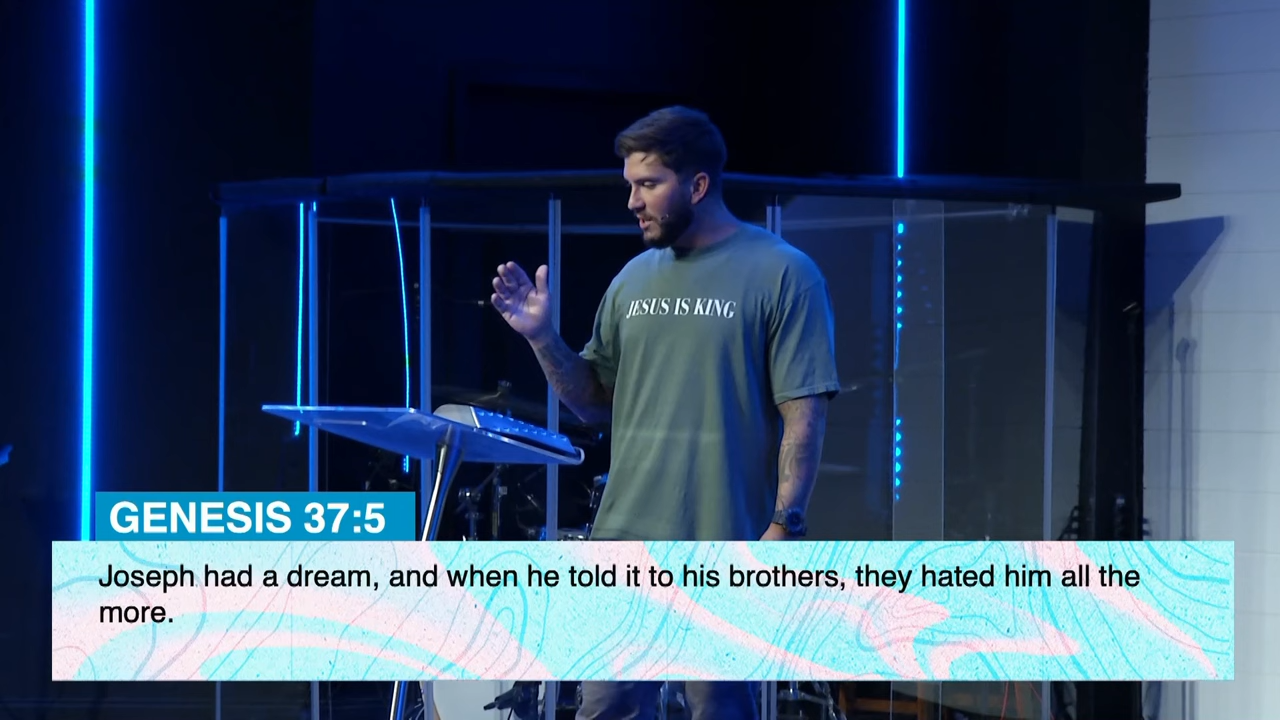 JESUS IS KING
GENESIS 37:5
Joseph had a dream, and when he told it to his brothers, they hated him all the
more.